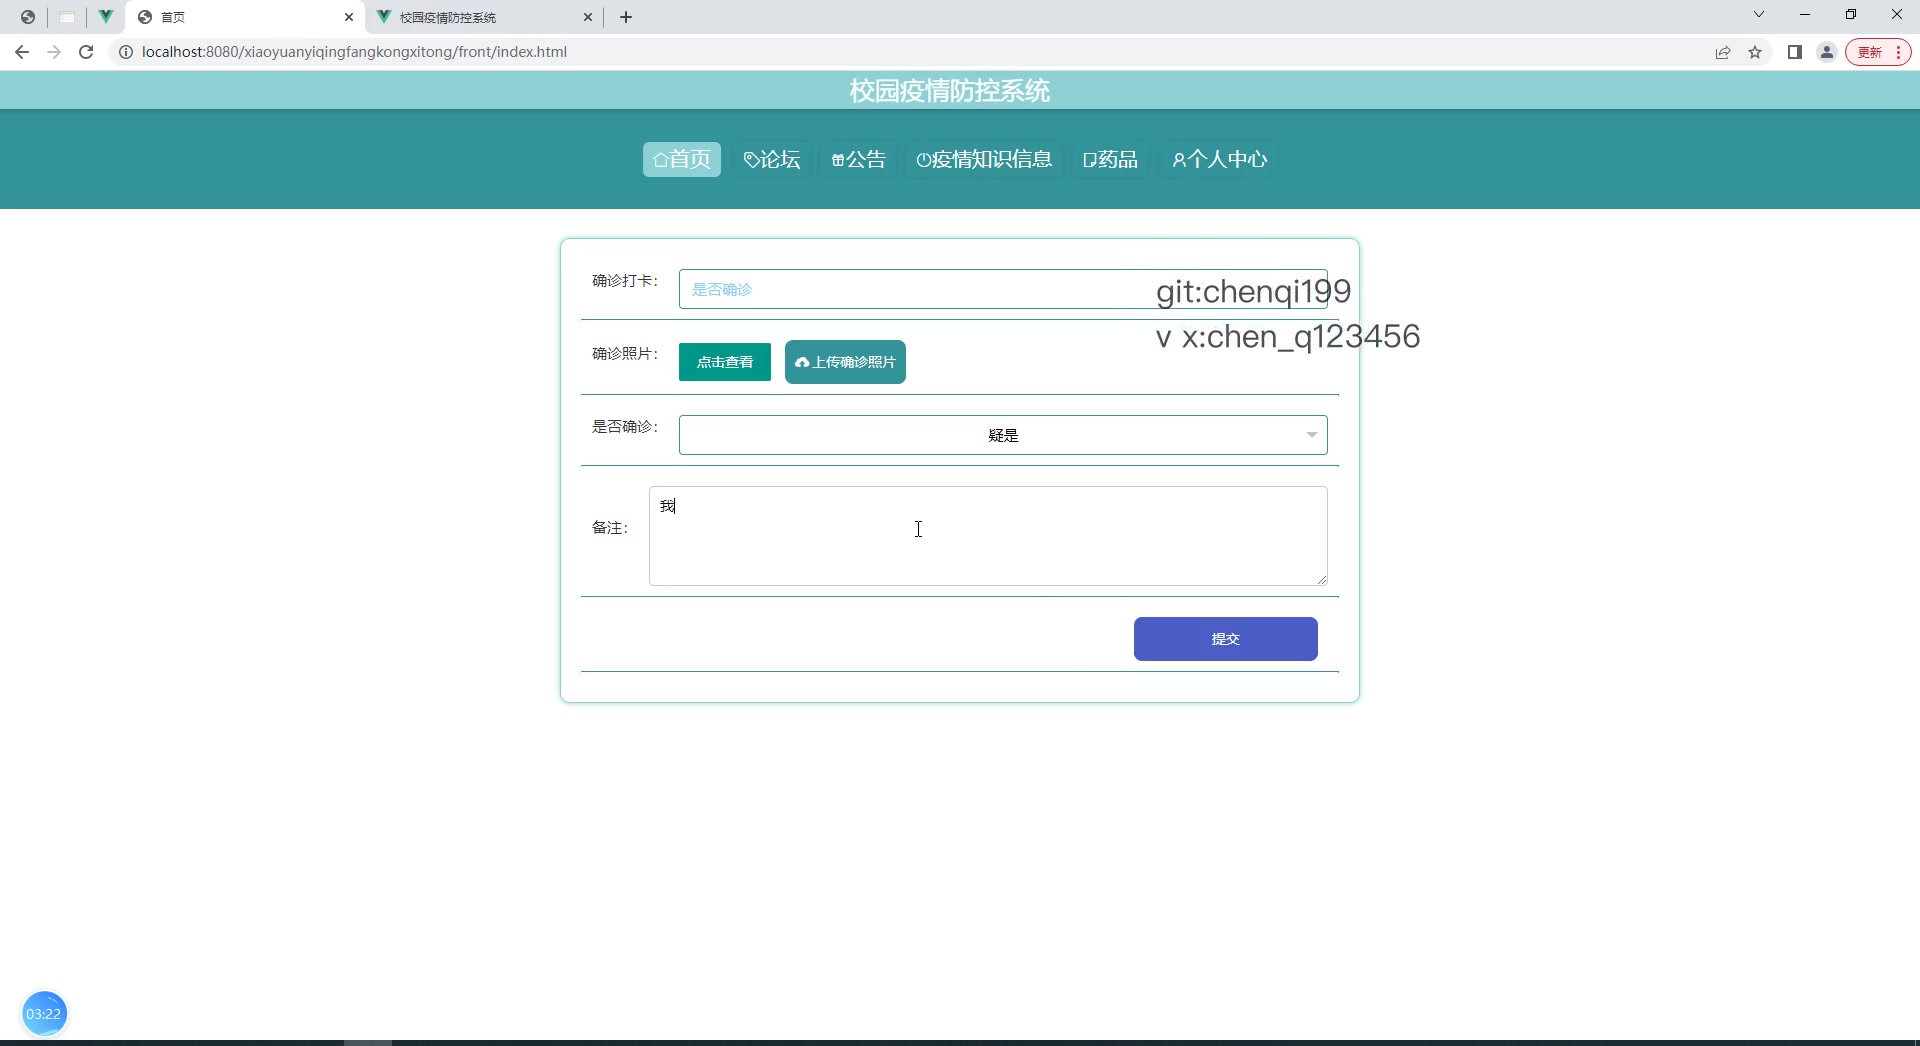 首页
校园疫情防控系统
localhost:8080/xiaoyuanyiqingfangkongxitong/front/index.html
更新
校园疫情防控系统
首页 论坛 公告 疫情知识信息 药品 个人中心
确诊打卡： 是否确诊
git:chenqi199
v x:chen_q123456
确诊照片： 点击查看 上传确诊照片
是否确诊： 疑是
我
备注：
提交
03:22